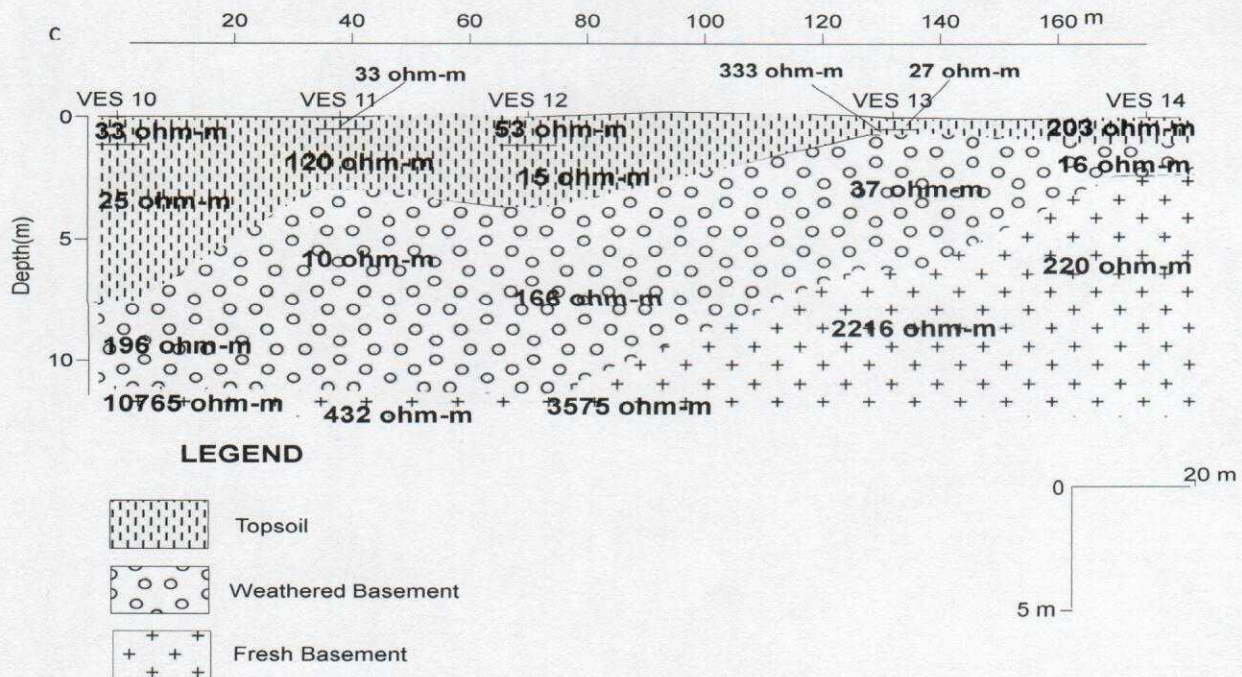 20 40 60 80 100 120 140 160 m
c
33 ohm-m 333 ohm-m 27 ohm-m
VES 10 VES 11 VES 12 VES 13 VES 14
0
33 ohm-m 53 ohm-m 203 ohm-m
120 ohm-m 15 ohm-m 16 ohm-m
25 ohm-m 37 ohm-m
5
Depth(m)
10 ohm-m 220 ohm-m
166 ohm-m
2216 ohm-m
196 ohm-m
10
10765 ohm-m 432 ohm-m 3575 ohm-m
LEGEND
0 20 m
Topsoil
Weathered Basement
5 m
Fresh Basement